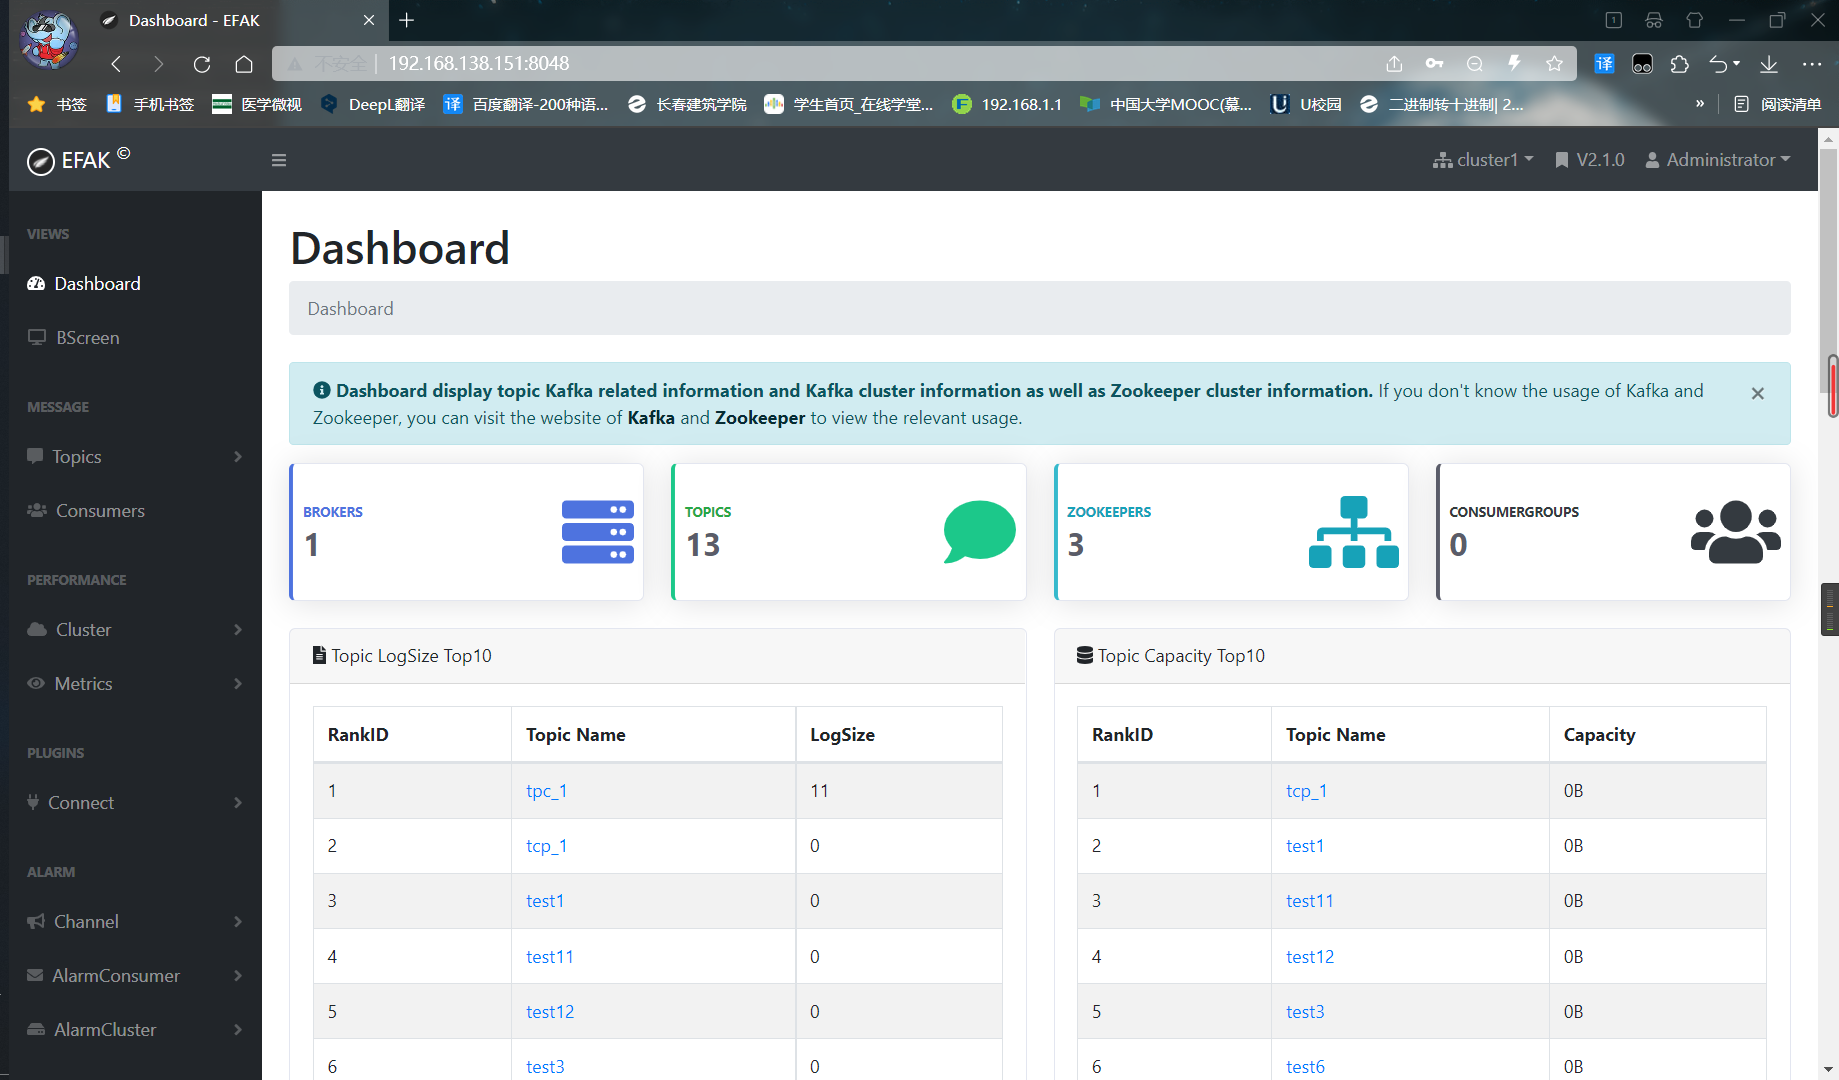 Dashboard - EFAK
1
不安全 192.168.138.151:8048
译
书签 手机书签 医学微视 DeepL翻译 译 百度翻译-200种语... 长春建筑学院 学生首页_在线学堂... 192.168.1.1 中国大学MOOC(慕... U校园 二进制转十进制| 2... » 阅读清单
EFAK © cluster1 V2.1.0 Administrator
VIEWS
Dashboard
BScreen
MESSAGE
Topics
Consumers
PERFORMANCE
Cluster
Metrics
PLUGINS
Connect
ALARM
Channel
AlarmConsumer
AlarmCluster
Dashboard
Dashboard
Dashboard display topic Kafka related information and Kafka cluster information as well as Zookeeper cluster information. If you don't know the usage of Kafka and
Zookeeper, you can visit the website of Kafka and Zookeeper to view the relevant usage.
×
BROKERS
1
TOPICS
13
ZOOKEEPERS
3
CONSUMERGROUPS
0
Topic LogSize Top10
RankID Topic Name LogSize
1 tpc_1 11
2 tcp_1 0
3 test1 0
4 test11 0
5 test12 0
6 test3 0
Topic Capacity Top10
RankID Topic Name Capacity
1 tcp_1 0B
2 test1 0B
3 test11 0B
4 test12 0B
5 test3 0B
6 test6 0B